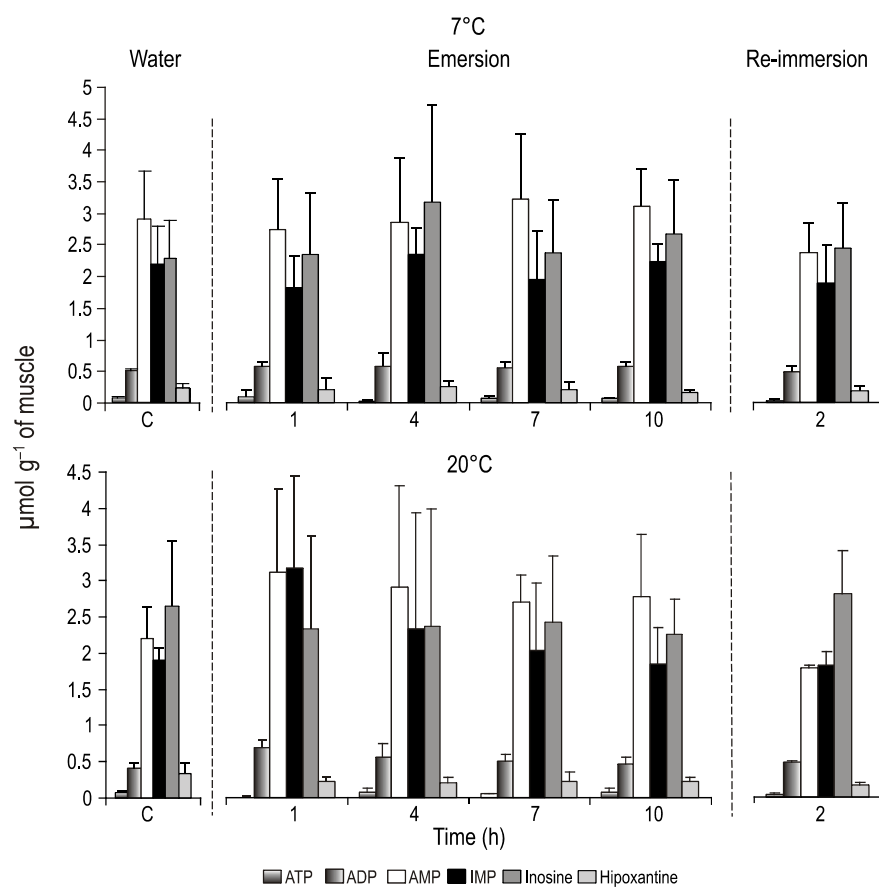 7°C
Water Emersion Re-immersion
5
4.5
4
3.5
3
2.5
2
1.5
1
0.5
0
C 1 4 7 10 2
µmol g⁻¹ of muscle
20°C
4.5
4
3.5
3
2.5
2
1.5
1
0.5
0
C 1 4 7 10 2
Time (h)
ATP ADP AMP IMP Inosine Hipoxantine